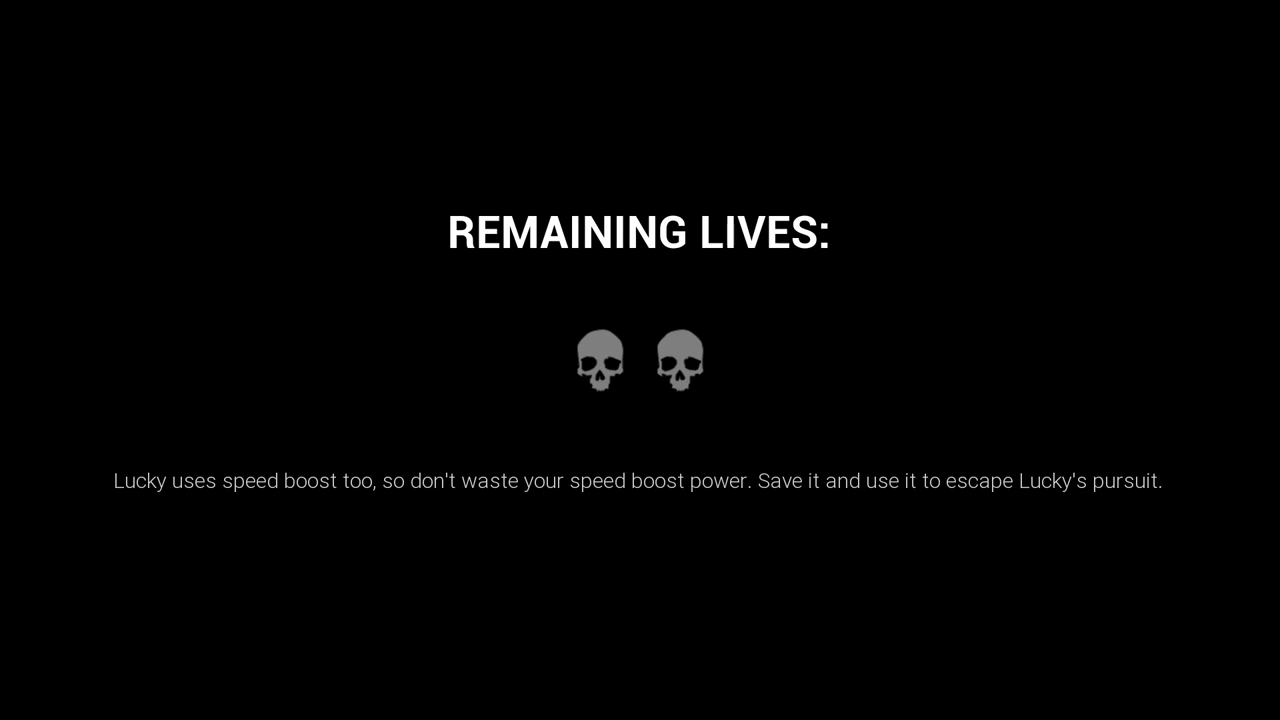 REMAINING LIVES:
Lucky uses speed boost too, so don't waste your speed boost power. Save it and use it to escape Lucky's pursuit.